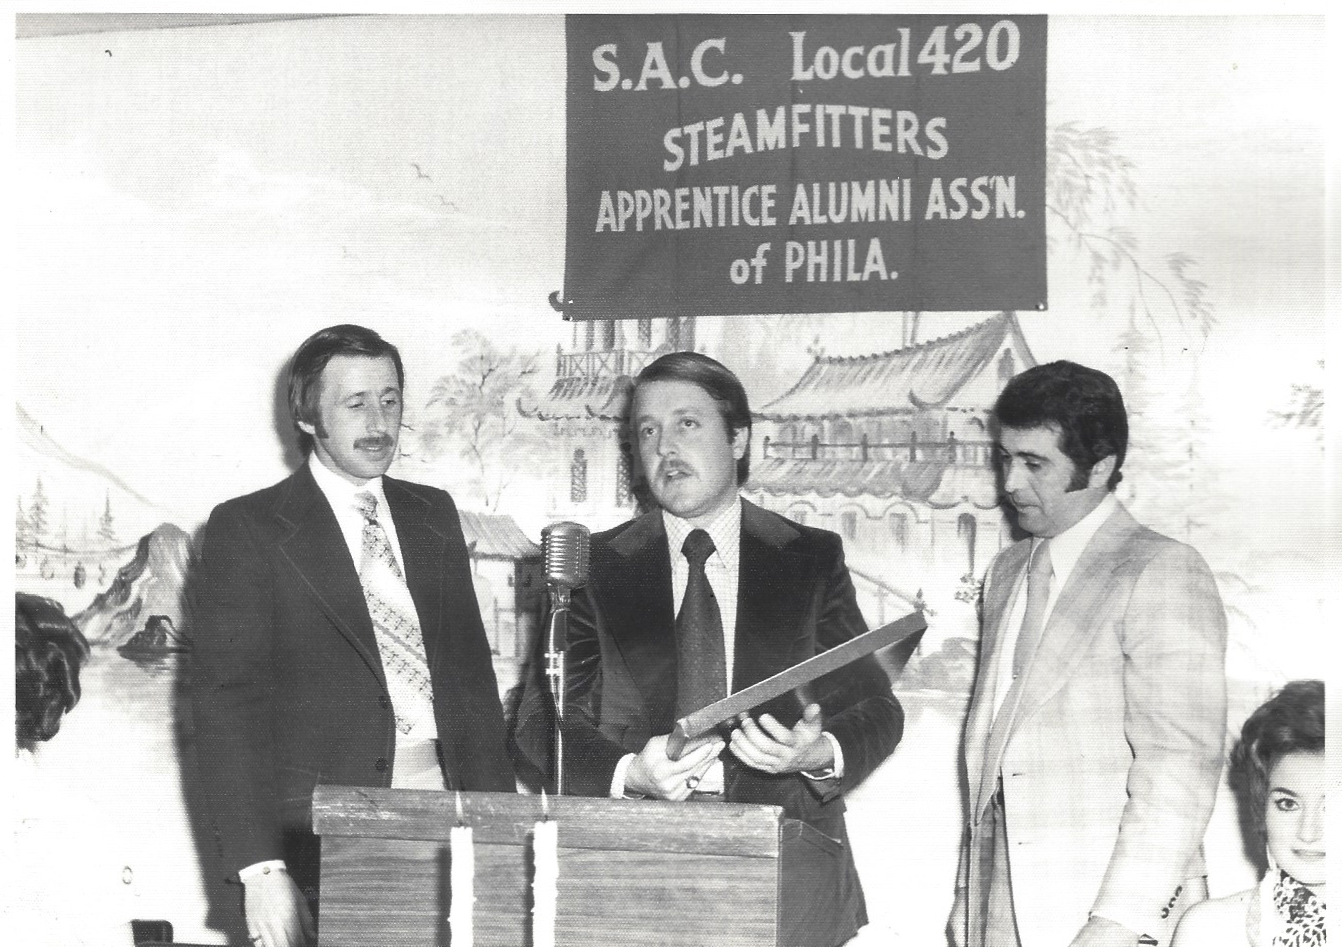 S.A.C. Local 420
STEAMFITTERS
APPRENTICE ALUMNI ASS'N.
of PHILA.